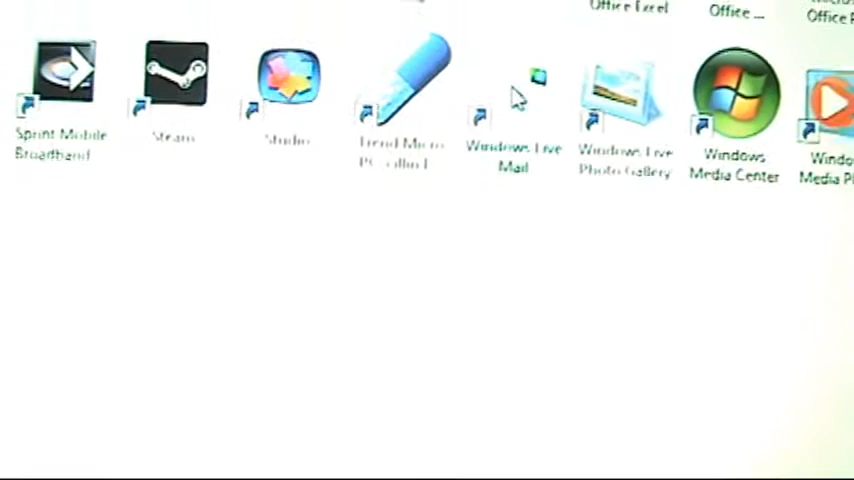 Office Excel
Office ...
Office
Sprint Mobile
Broadband
Steam
Studio
Trend Micro
Windows Live
Mail
Windows Live
Photo Gallery
Windows
Media Center
Windo
Media Pl